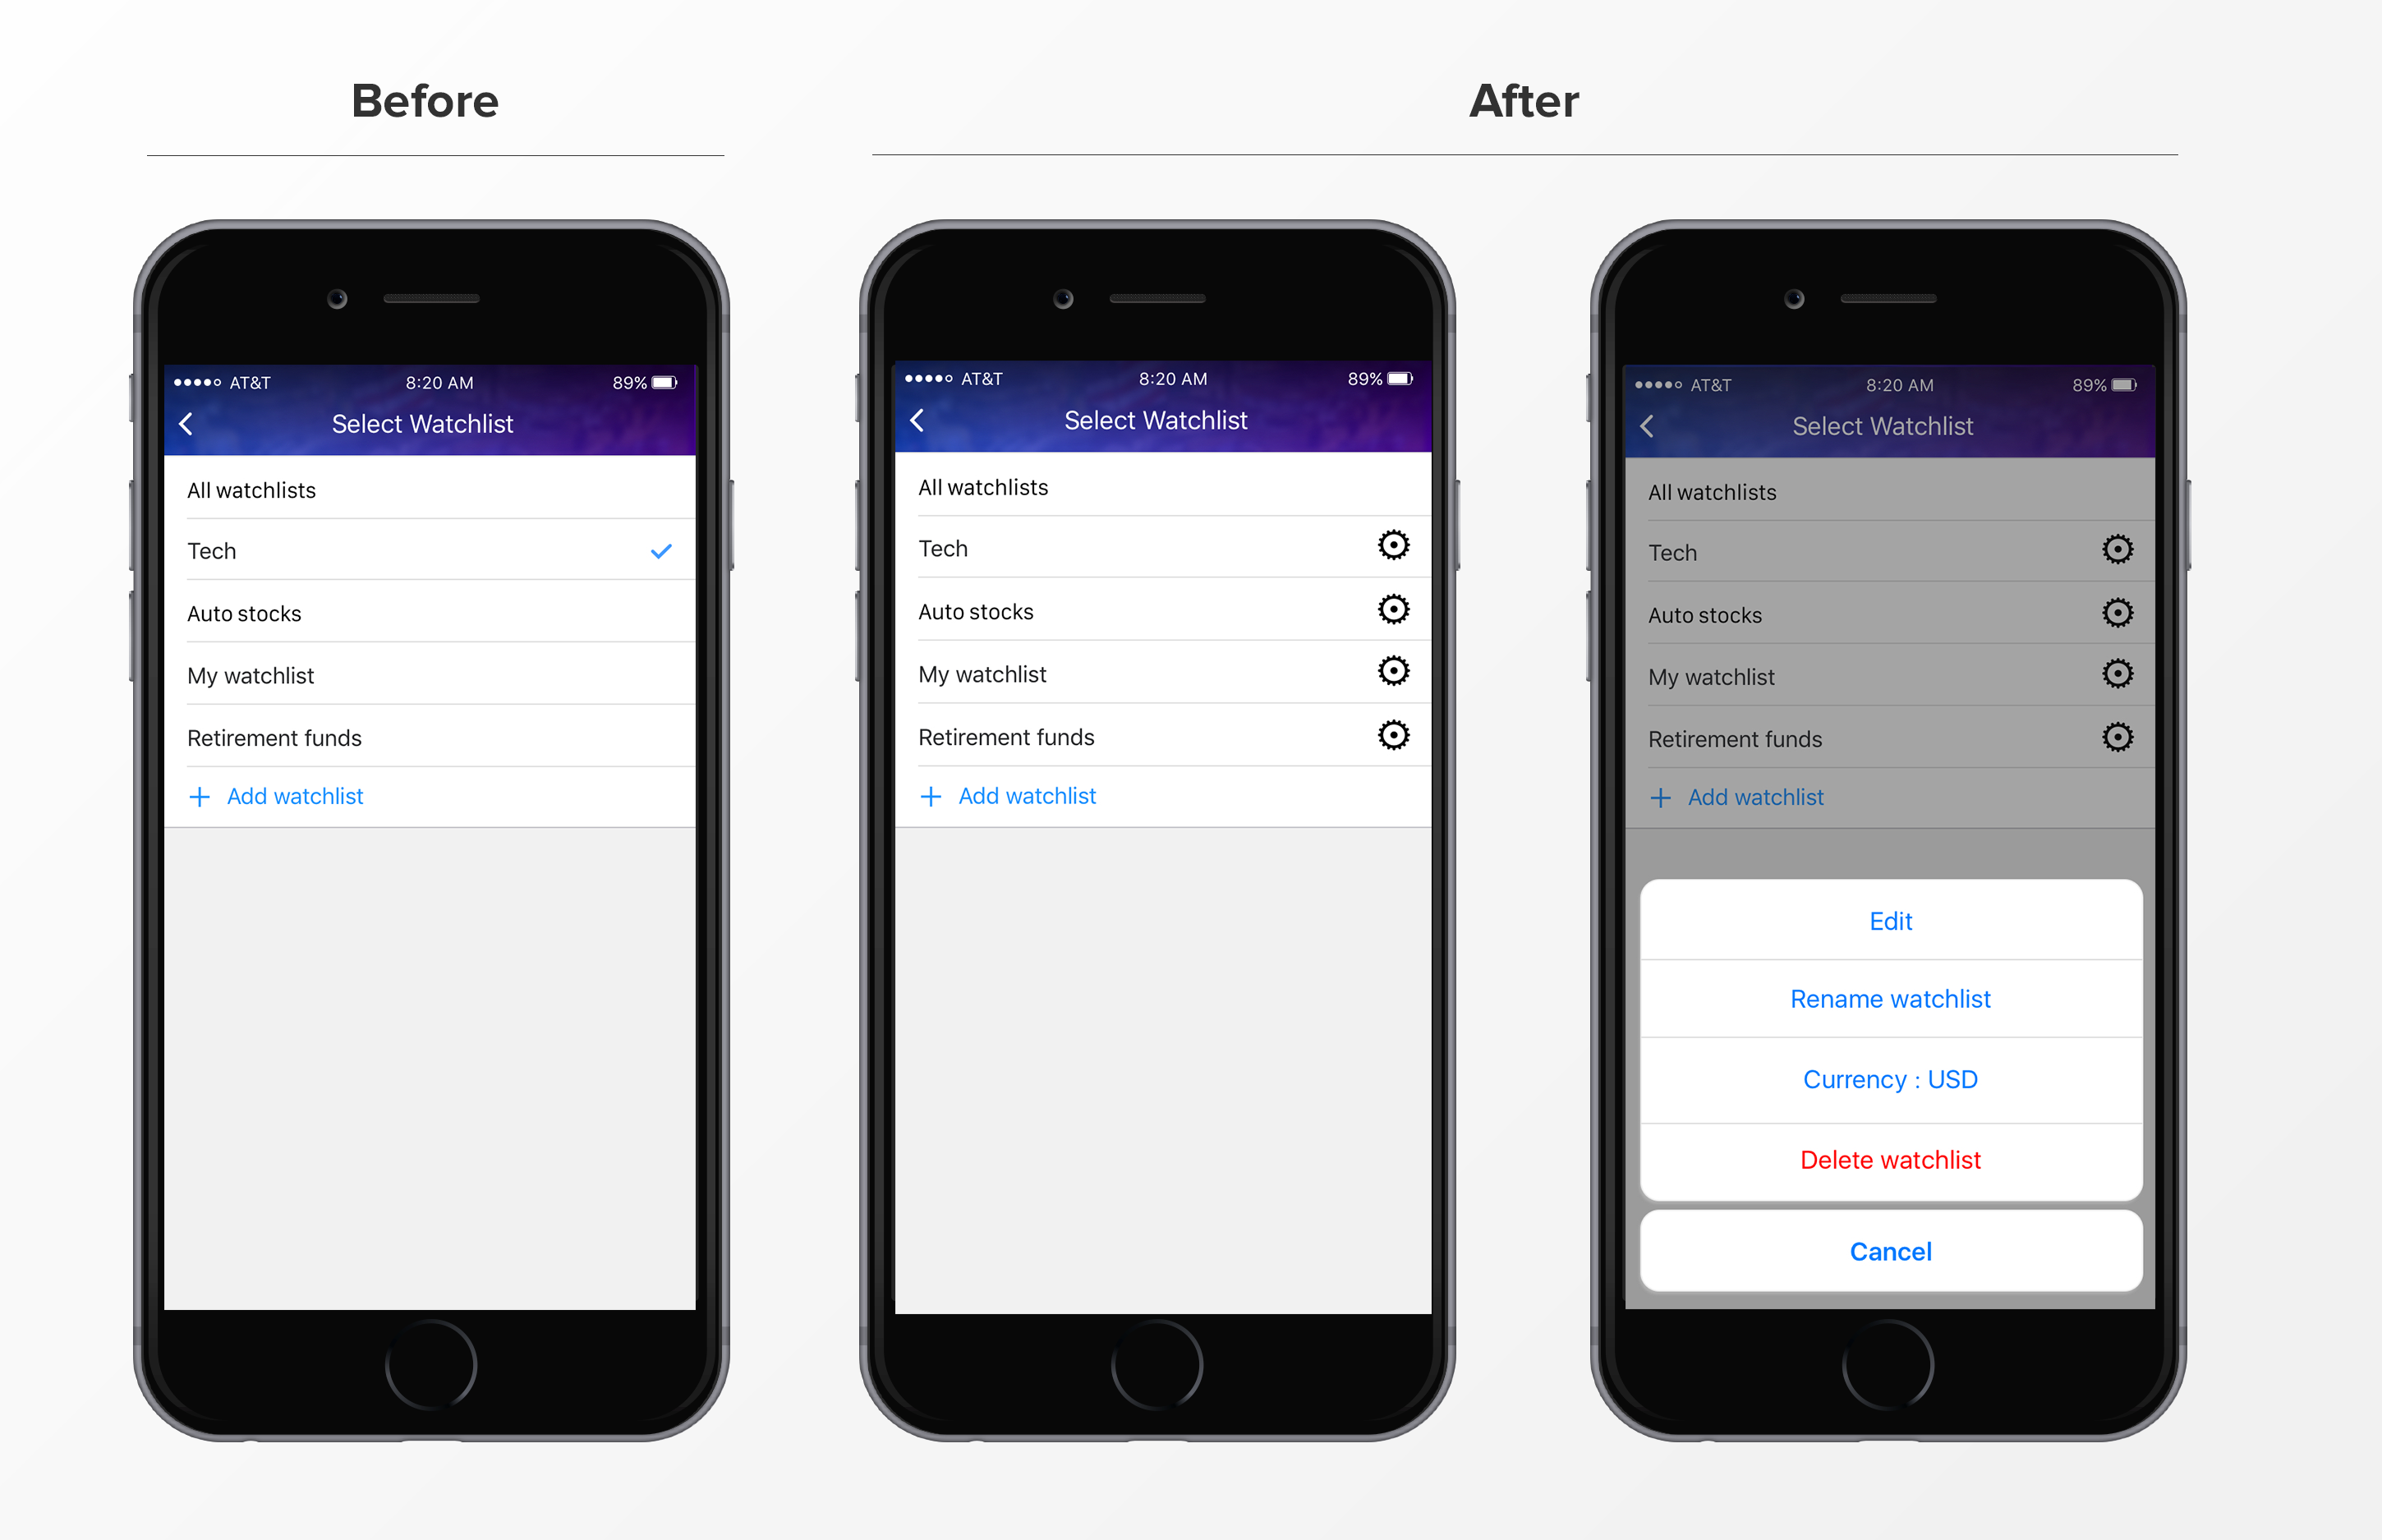 Before
After
AT&T 8:20 AM 89%
Select Watchlist
All watchlists
Tech
Auto stocks
My watchlist
Retirement funds
+ Add watchlist
AT&T 8:20 AM 89%
Select Watchlist
All watchlists
Tech
Auto stocks
My watchlist
Retirement funds
+ Add watchlist
AT&T 8:20 AM 89%
Select Watchlist
All watchlists
Tech
Auto stocks
My watchlist
Retirement funds
+ Add watchlist
Edit
Rename watchlist
Currency : USD
Delete watchlist
Cancel